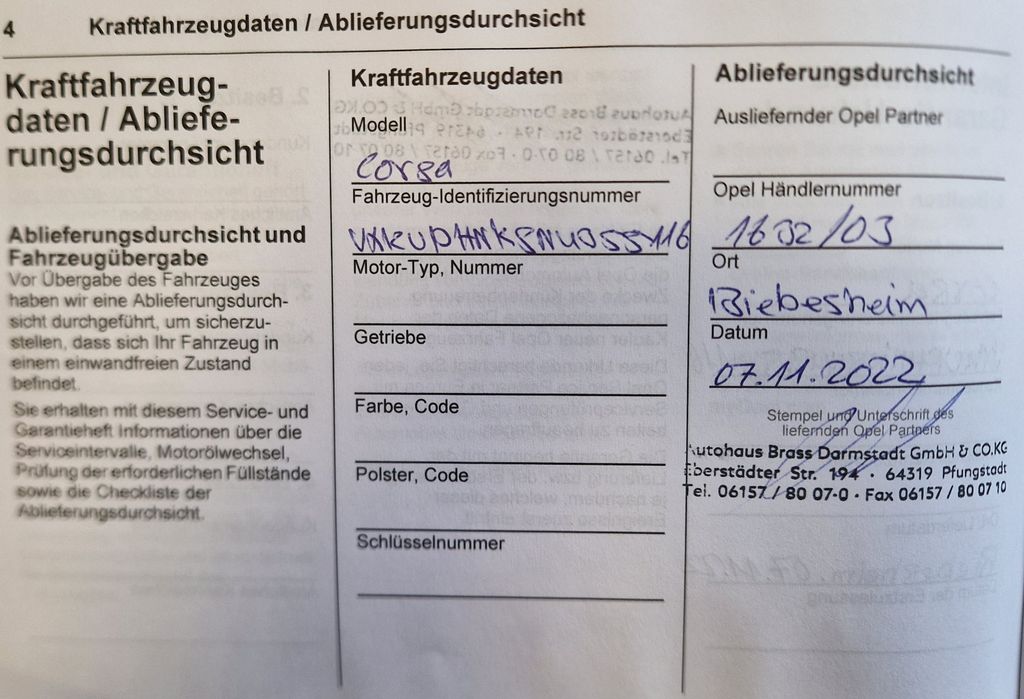 4
Kraftfahrzeugdaten / Ablieferungsdurchsicht
Kraftfahrzeug-
daten / Abliefe-
rungsdurchsicht
Ablieferungsdurchsicht und
Fahrzeugübergabe
Vor Übergabe des Fahrzeuges
haben wir eine Ablieferungsdurch-
sicht durchgeführt, um sicherzu-
stellen, dass sich Ihr Fahrzeug in
einem einwandfreien Zustand
befindet.
Sie erhalten mit diesem Service- und
Garantieheft Informationen über die
Serviceintervalle, Motorölwechsel,
Prüfung der erforderlichen Füllstände
sowie die Checkliste der
Ablieferungsdurchsicht.
Kraftfahrzeugdaten
Modell
Corsa
Fahrzeug-Identifizierungsnummer
Motor-Typ, Nummer
Getriebe
Farbe, Code
Polster, Code
Schlüsselnummer
Ablieferungsdurchsicht
Ausliefernder Opel Partner
Opel Händlernummer
1632/03
Ort
Biebesheim
Datum
07.11.2022
Stempel und Unterschrift des
liefernden Opel Partners
Autohaus Brass Darmstadt GmbH & CO.KG
Eberstädter Str. 194 · 64319 Pfungstadt
Tel. 06157 / 80 07-0 · Fax 06157 / 80 07 10